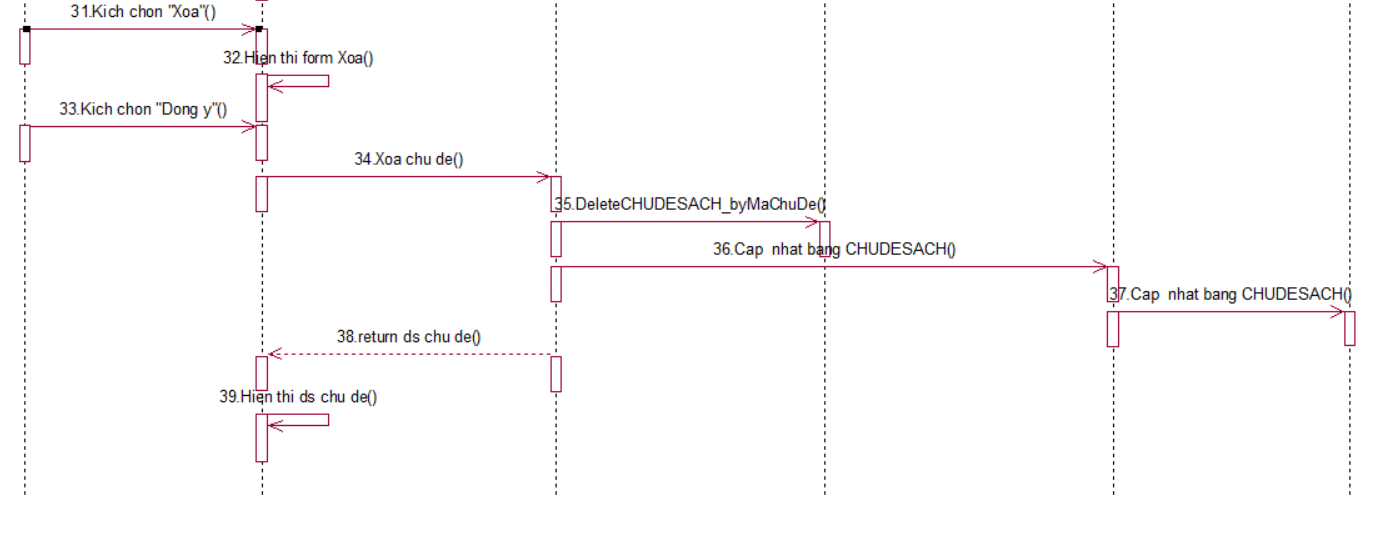 31.Kich chon "Xoa"()
32.Hien thi form Xoa()
33.Kich chon "Dong y"()
34.Xoa chu de()
35.DeleteCHUDESACH_byMaChuDe()
36.Cap  nhat bang CHUDESACH()
37.Cap  nhat bang CHUDESACH()
38.return ds chu de()
39.Hien thi ds chu de()